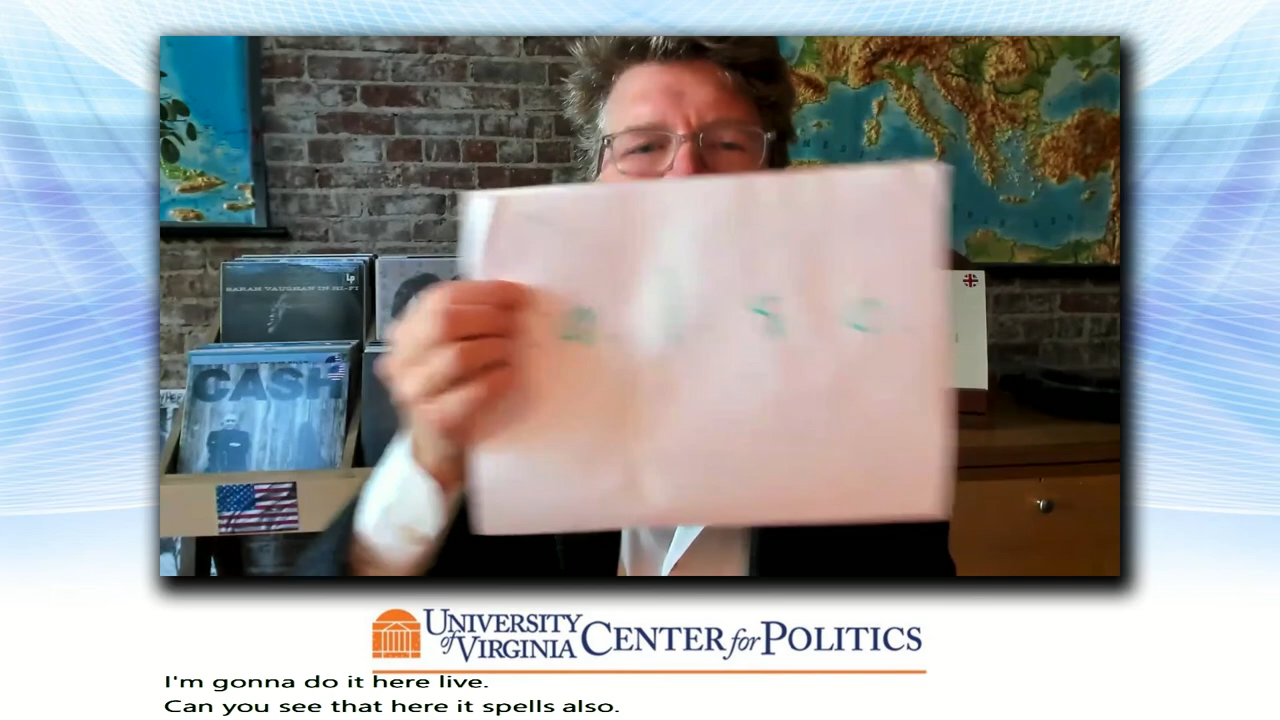 SARAH VAUGHAN IN HI-FI
Lp
CASH
UNIVERSITY of VIRGINIA CENTER for POLITICS
I'm gonna do it here live.
Can you see that here it spells also.